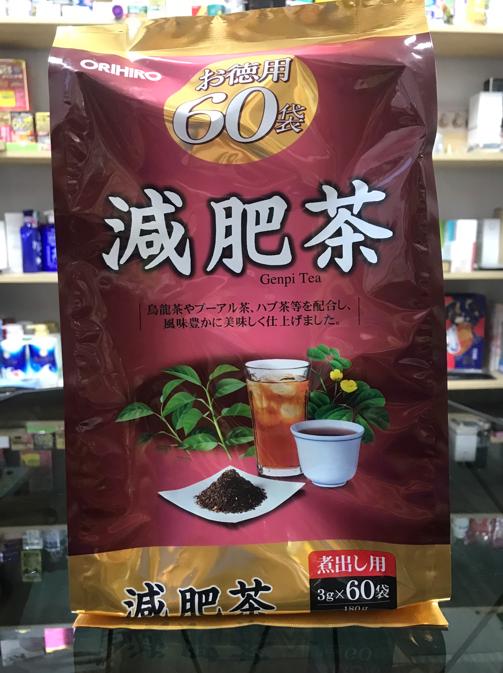 ORIHIRO
お徳用
60袋
減肥茶
Genpi Tea
烏龍茶やプーアル茶、ハブ茶等を配合し、
風味豊かに美味しく仕上げました。
煮出し用
3g×60袋
180g
減肥茶